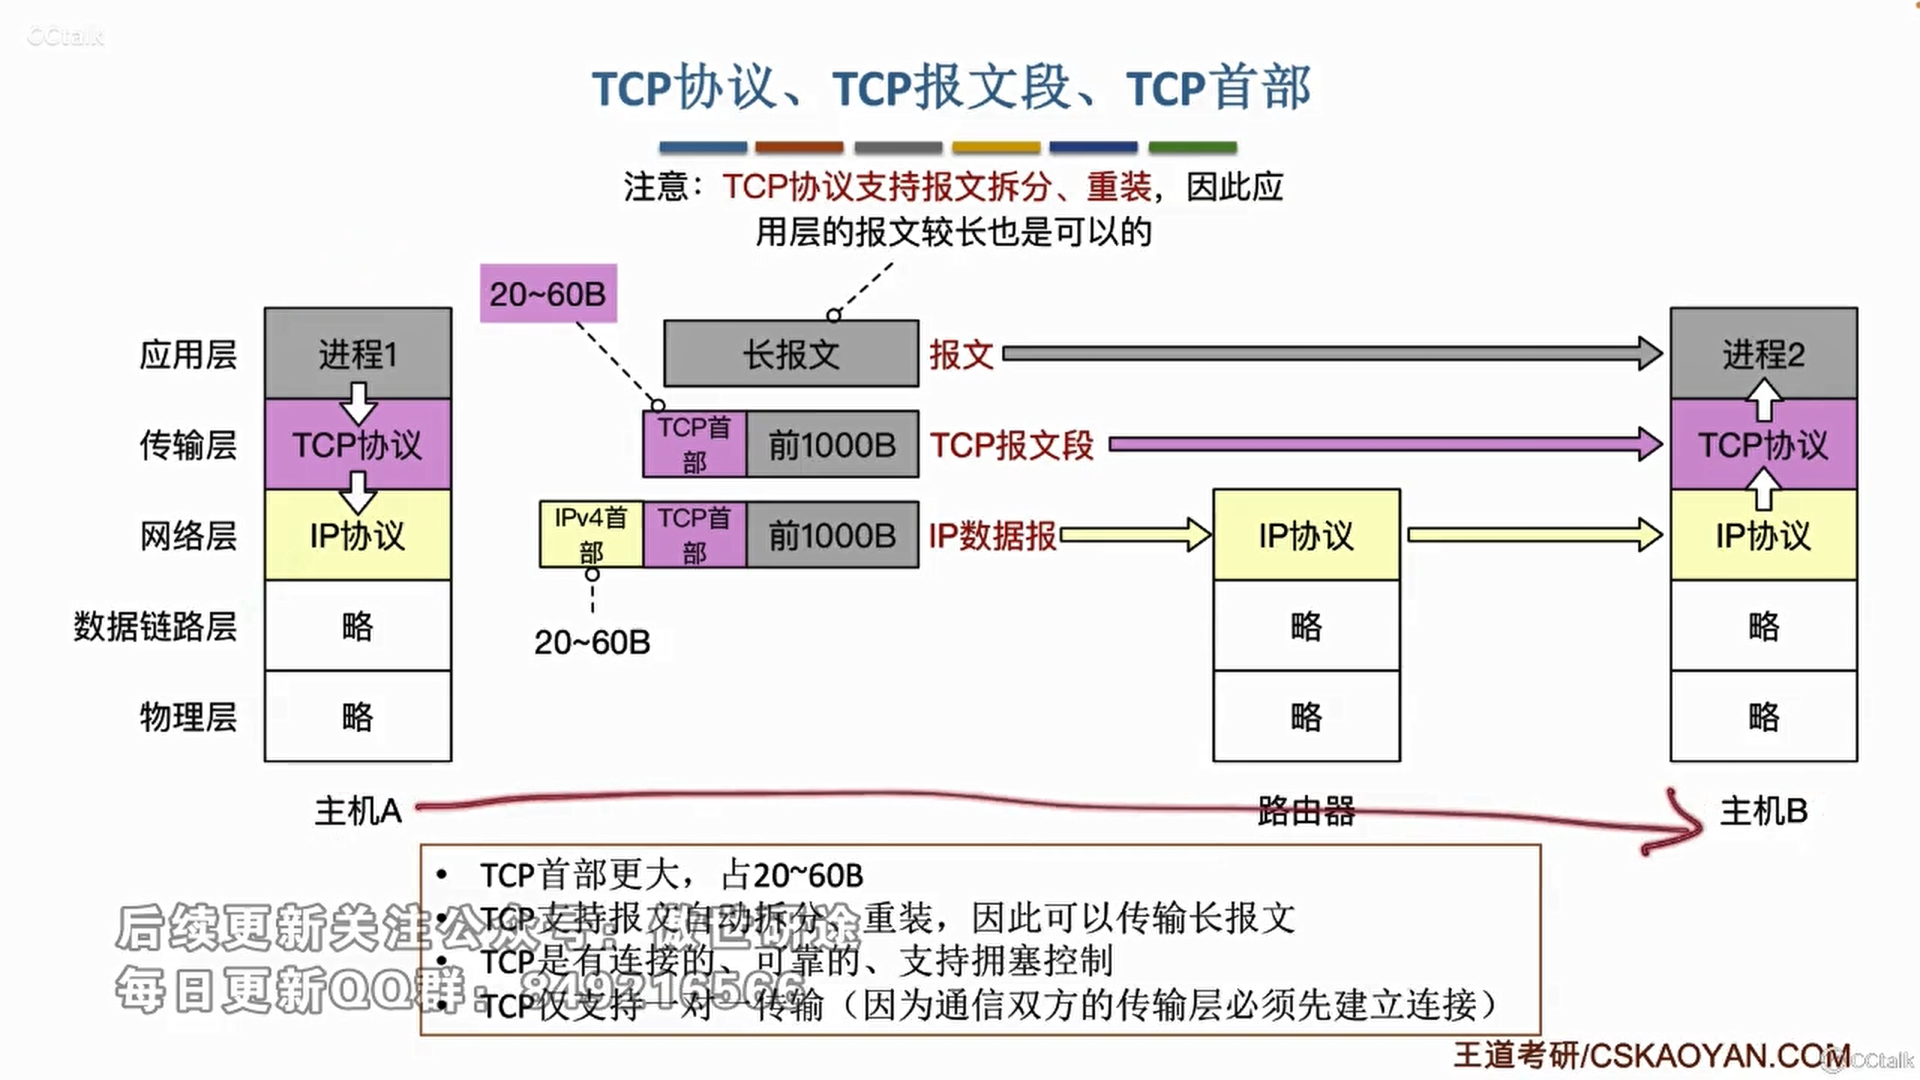 CCtalk
TCP协议、TCP报文段、TCP首部
注意：TCP协议支持报文拆分、重装，因此应
用层的报文较长也是可以的
20~60B
应用层
进程1
长报文
报文
进程2
传输层
TCP协议
TCP首
部
前1000B
TCP报文段
TCP协议
网络层
IP协议
IPv4首
部
TCP首
部
前1000B
IP数据报
IP协议
IP协议
20~60B
数据链路层
略
略
略
物理层
略
略
略
主机A
路由器
主机B
• TCP首部更大，占20~60B
• TCP支持报文自动拆分、重装，因此可以传输长报文
• TCP是有连接的、可靠的、支持拥塞控制
• TCP仅支持一对一传输（因为通信双方的传输层必须先建立连接）
后续更新关注公众号：傲世研途
每日更新QQ群：849216566
王道考研/CSKAOYAN.COM
CCtalk